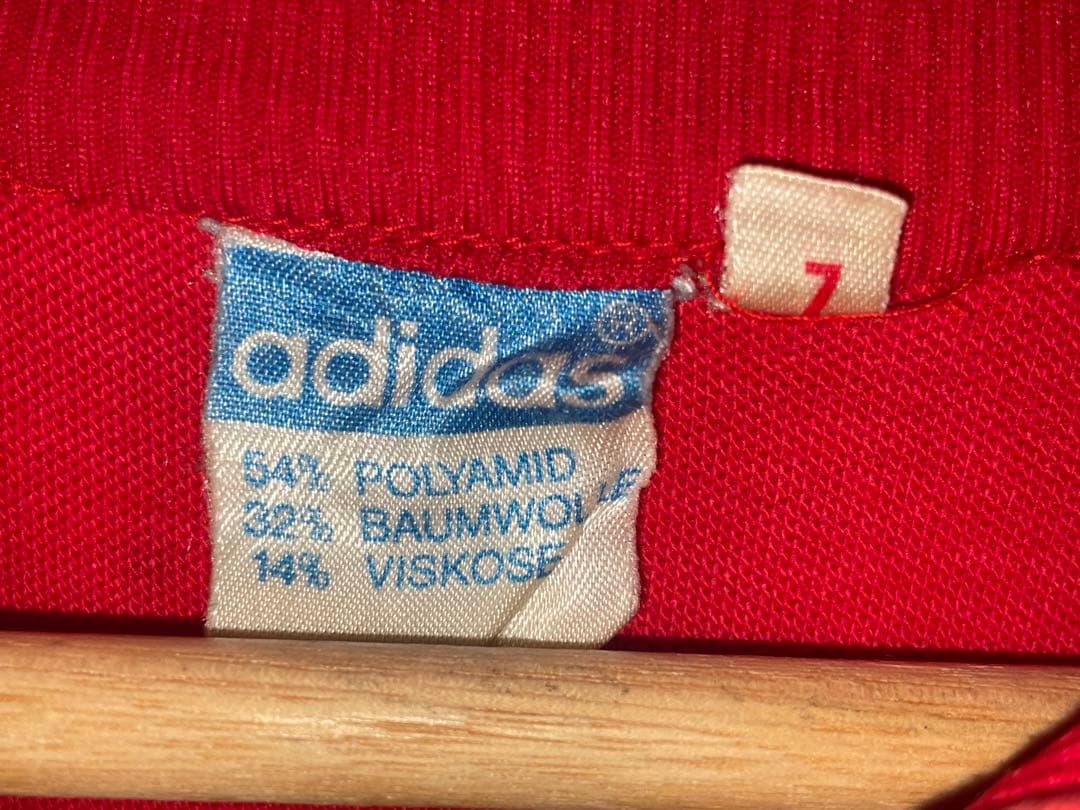 adidas®
7
54% POLYAMID
32% BAUMWOLLE
14% VISKOSE